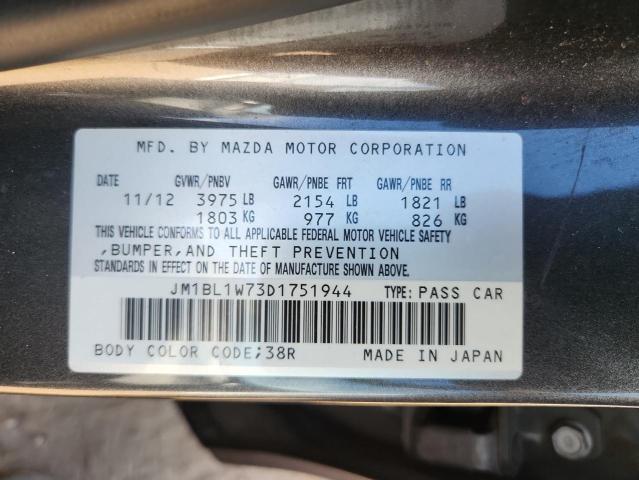 MFD. BY MAZDA MOTOR CORPORATION
DATE GVWR/PNBV GAWR/PNBE FRT GAWR/PNBE RR
11/12 3975 LB 2154 LB 1821 LB
1803 KG 977 KG 826 KG
THIS VEHICLE CONFORMS TO ALL APPLICABLE FEDERAL MOTOR VEHICLE SAFETY
,BUMPER,AND THEFT PREVENTION
STANDARDS IN EFFECT ON THE DATE OF MANUFACTURE SHOWN ABOVE.
JM1BL1W73D1751944 TYPE: PASS CAR
BODY COLOR CODE;38R MADE IN JAPAN